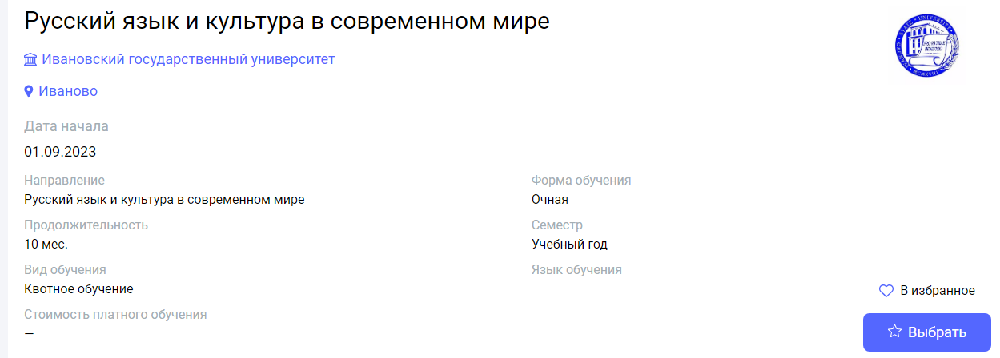 Русский язык и культура в современном мире
Ивановский государственный университет
Иваново
Дата начала
01.09.2023
Направление
Русский язык и культура в современном мире
Форма обучения
Очная
Продолжительность
10 мес.
Семестр
Учебный год
Вид обучения
Квотное обучение
Язык обучения
Стоимость платного обучения
—
В избранное
Выбрать